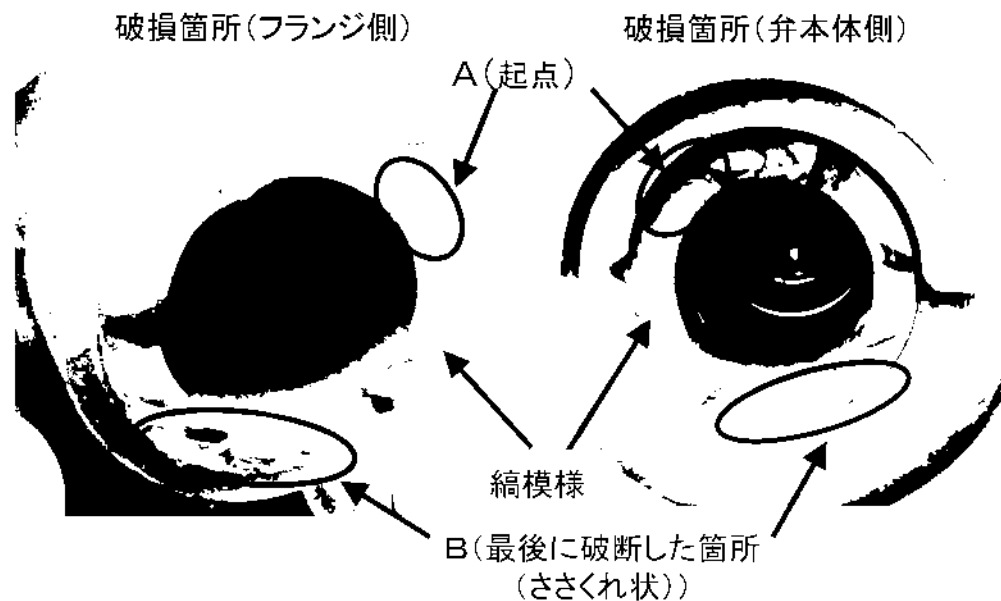 破損箇所(フランジ側)
破損箇所(弁本体側)
A(起点)
縞模様
B(最後に破断した箇所
(ささくれ状))